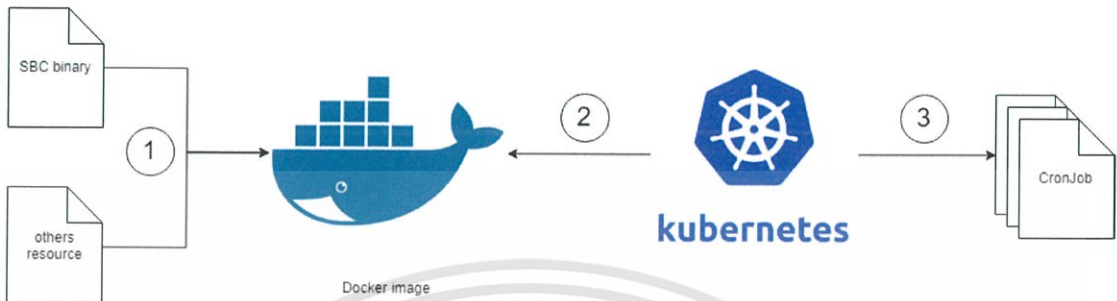 SBC binary
1
2
3
CronJob
others
resource
kubernetes
Docker image